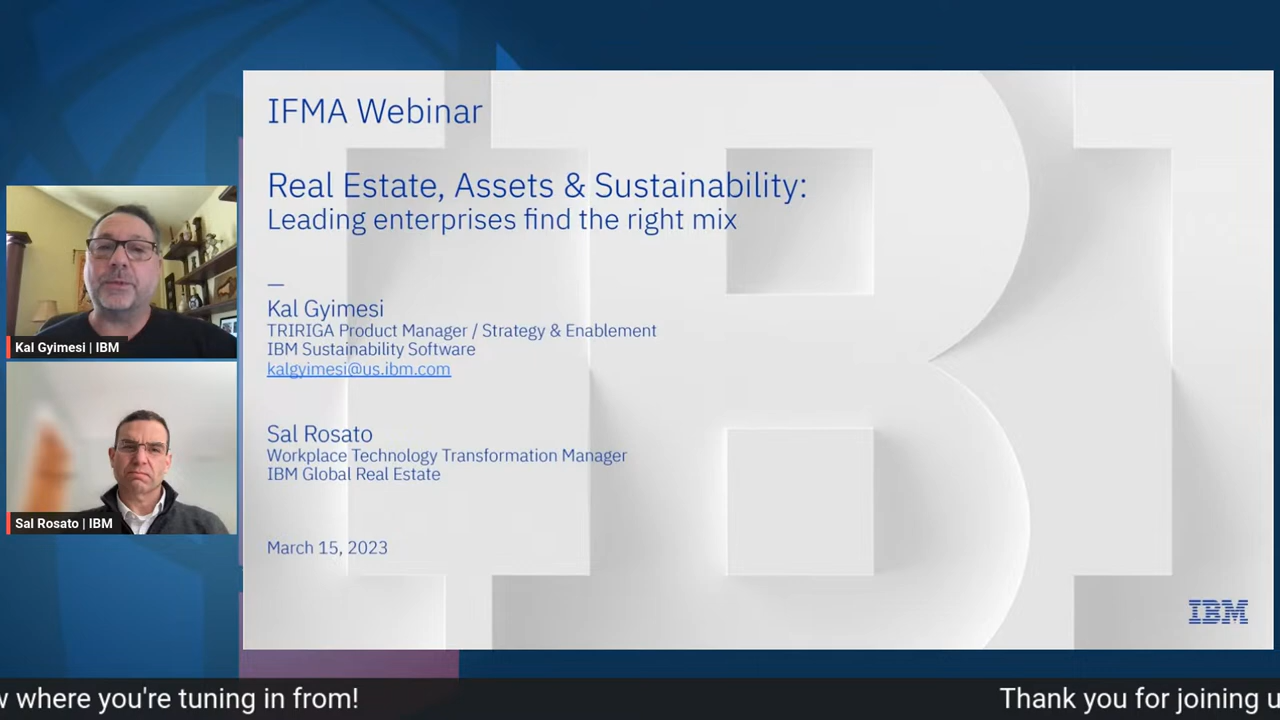 IFMA Webinar
Real Estate, Assets & Sustainability:
Leading enterprises find the right mix
—
Kal Gyimesi
TRIRIGA Product Manager / Strategy & Enablement
IBM Sustainability Software
kalgyimesi@us.ibm.com
Sal Rosato
Workplace Technology Transformation Manager
IBM Global Real Estate
March 15, 2023
IBM
Kal Gyimesi | IBM
Sal Rosato | IBM
w where you're tuning in from!
Thank you for joining u